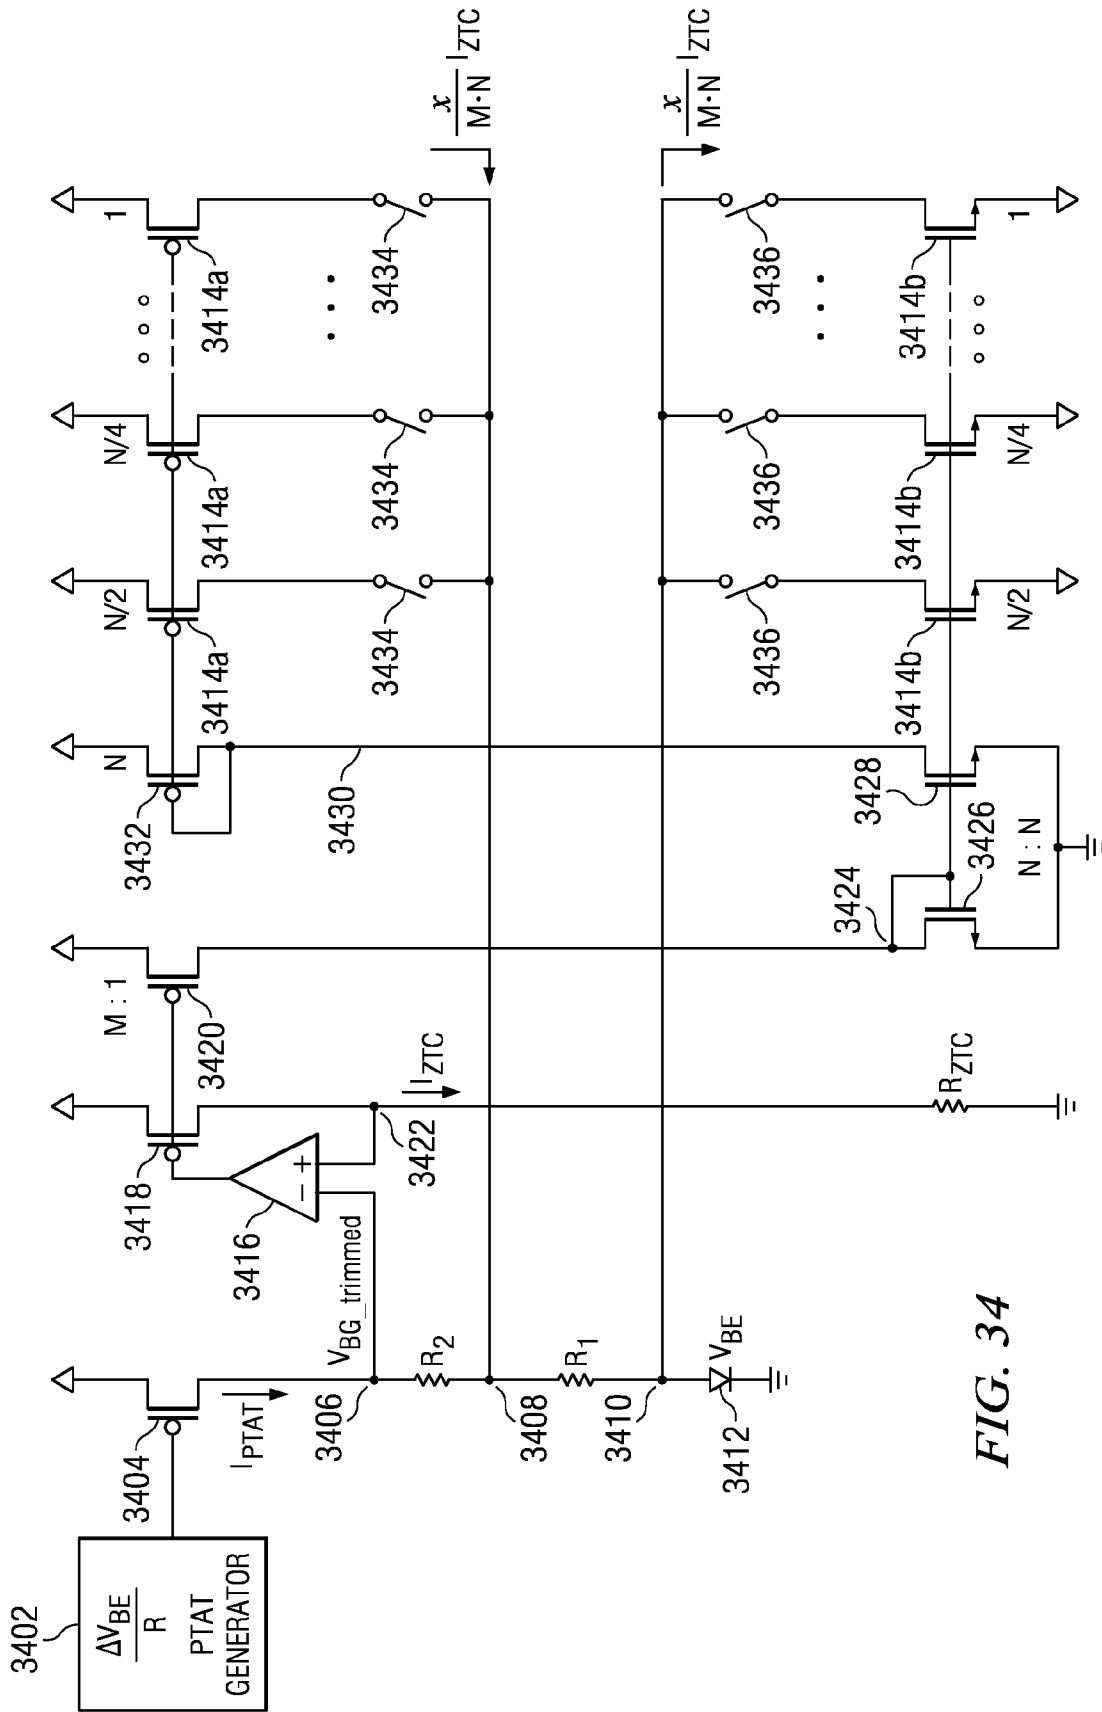 3402
ΔV_BE
R
PTAT
GENERATOR
3404
I_PTAT
3406
V_BG_trimmed
R_2
3408
R_1
3410
V_BE
3412
3416
−
+
3418
3422
I_ZTC
R_ZTC
M : 1
3420
3424
3426
N : N
3428
3430
N
3432
N/2
3414a
3434
N/4
3414a
3434
1
3414a
3434
x
M·N
I_ZTC
x
M·N
I_ZTC
3436
3414b
N/2
3436
3414b
N/4
3436
3414b
1
FIG. 34